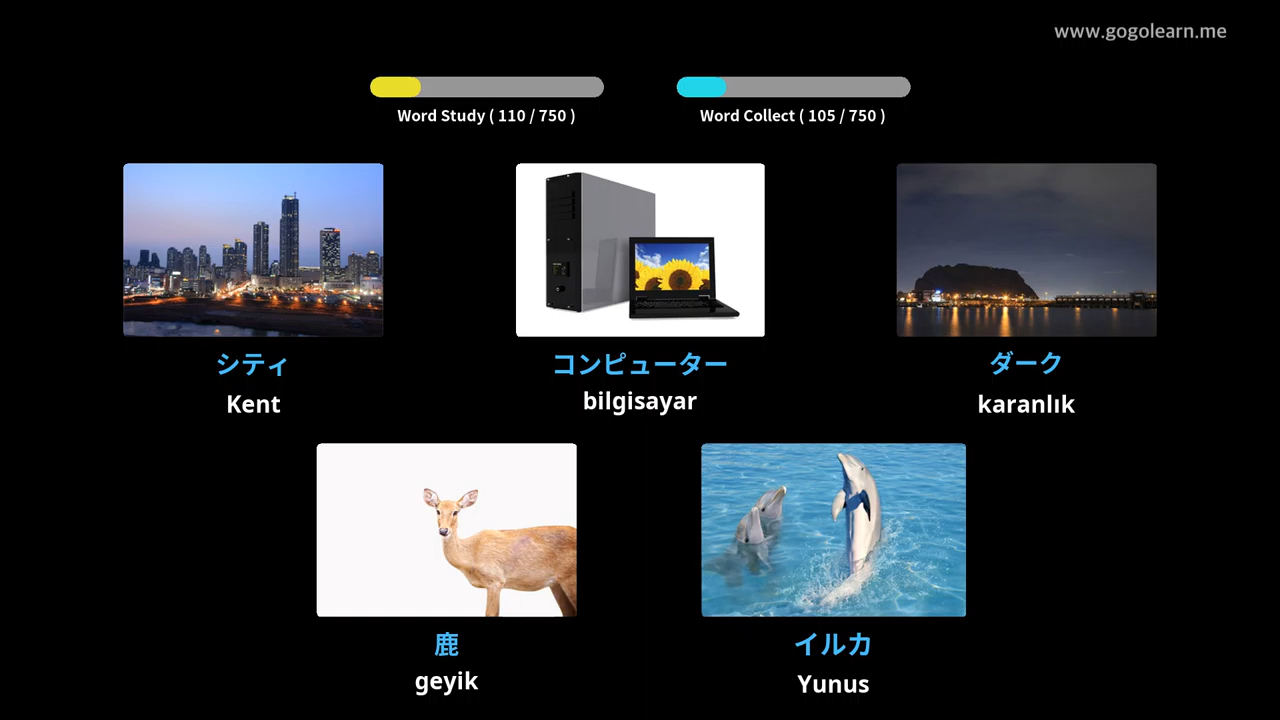 www.gogolearn.me
Word Study ( 110 / 750 )
Word Collect ( 105 / 750 )
シティ
コンピューター
ダーク
Kent
bilgisayar
karanlık
鹿
イルカ
geyik
Yunus